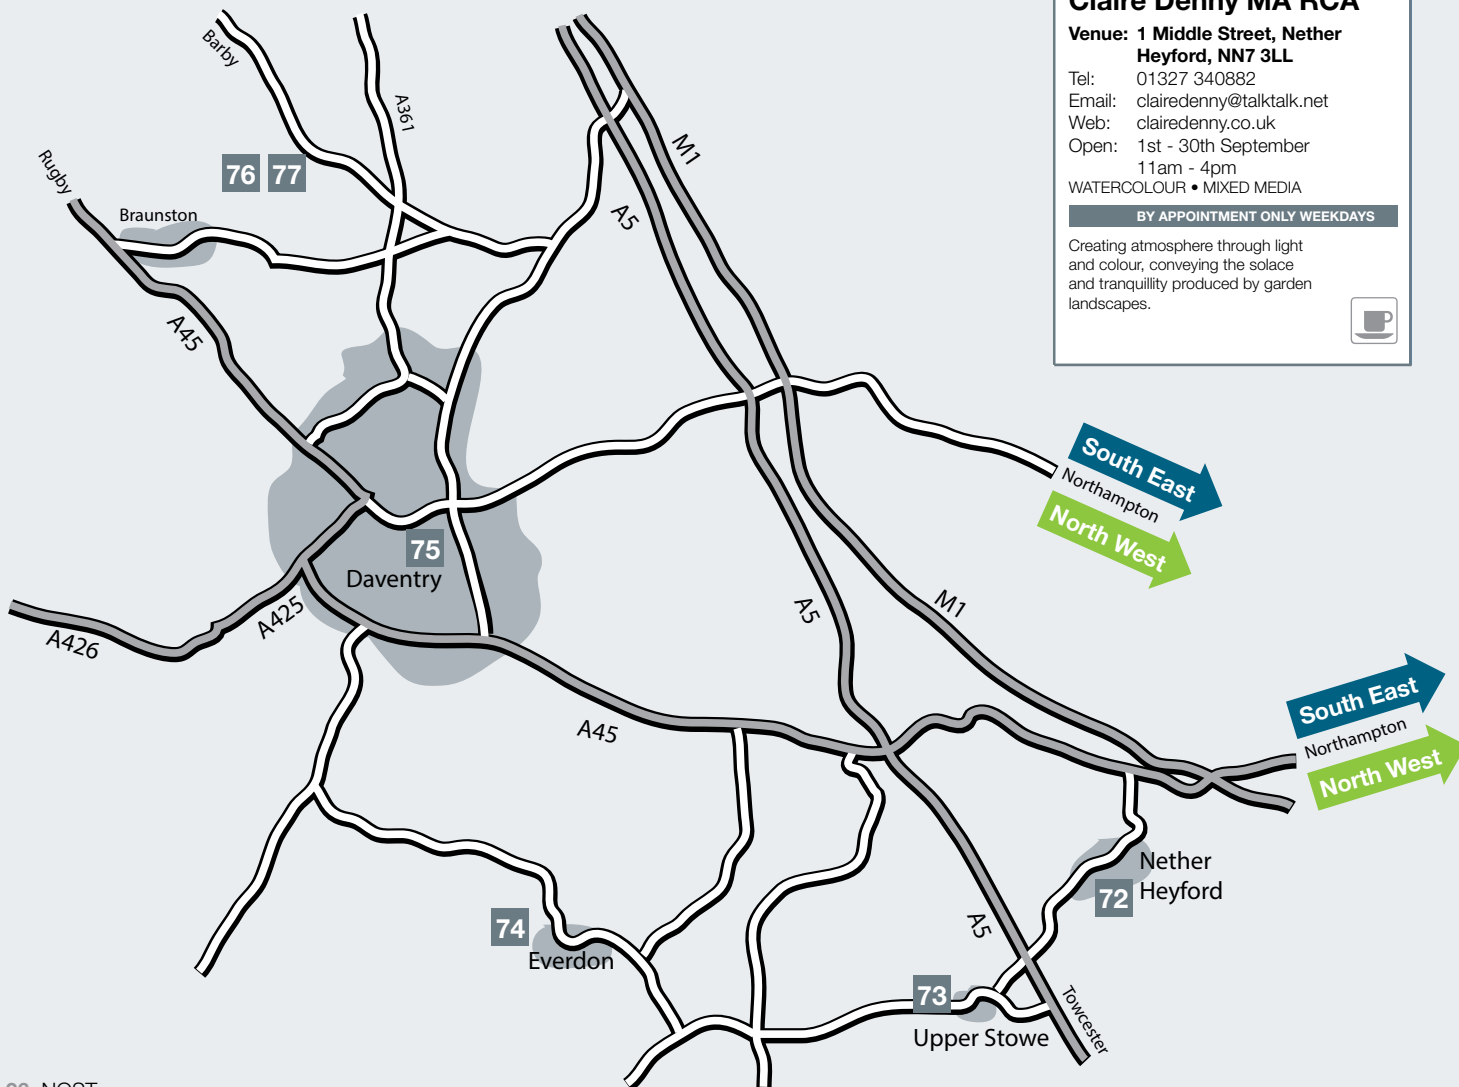 Claire Denny MA RCA
Venue: 1 Middle Street, Nether
Heyford, NN7 3LL
Tel: 01327 340882
Email: clairedenny@talktalk.net
Web: clairedenny.co.uk
Open: 1st - 30th September
11am - 4pm
WATERCOLOUR • MIXED MEDIA
BY APPOINTMENT ONLY WEEKDAYS
Creating atmosphere through light
and colour, conveying the solace
and tranquillity produced by garden
landscapes.
Barby
A361
M1
Rugby
76 77
Braunston
A5
A45
South East
Northampton
North West
75
Daventry
A5
M1
A425
A426
South East
Northampton
North West
A45
Nether
Heyford
72
74
Everdon
A5
73
Upper Stowe
Towcester